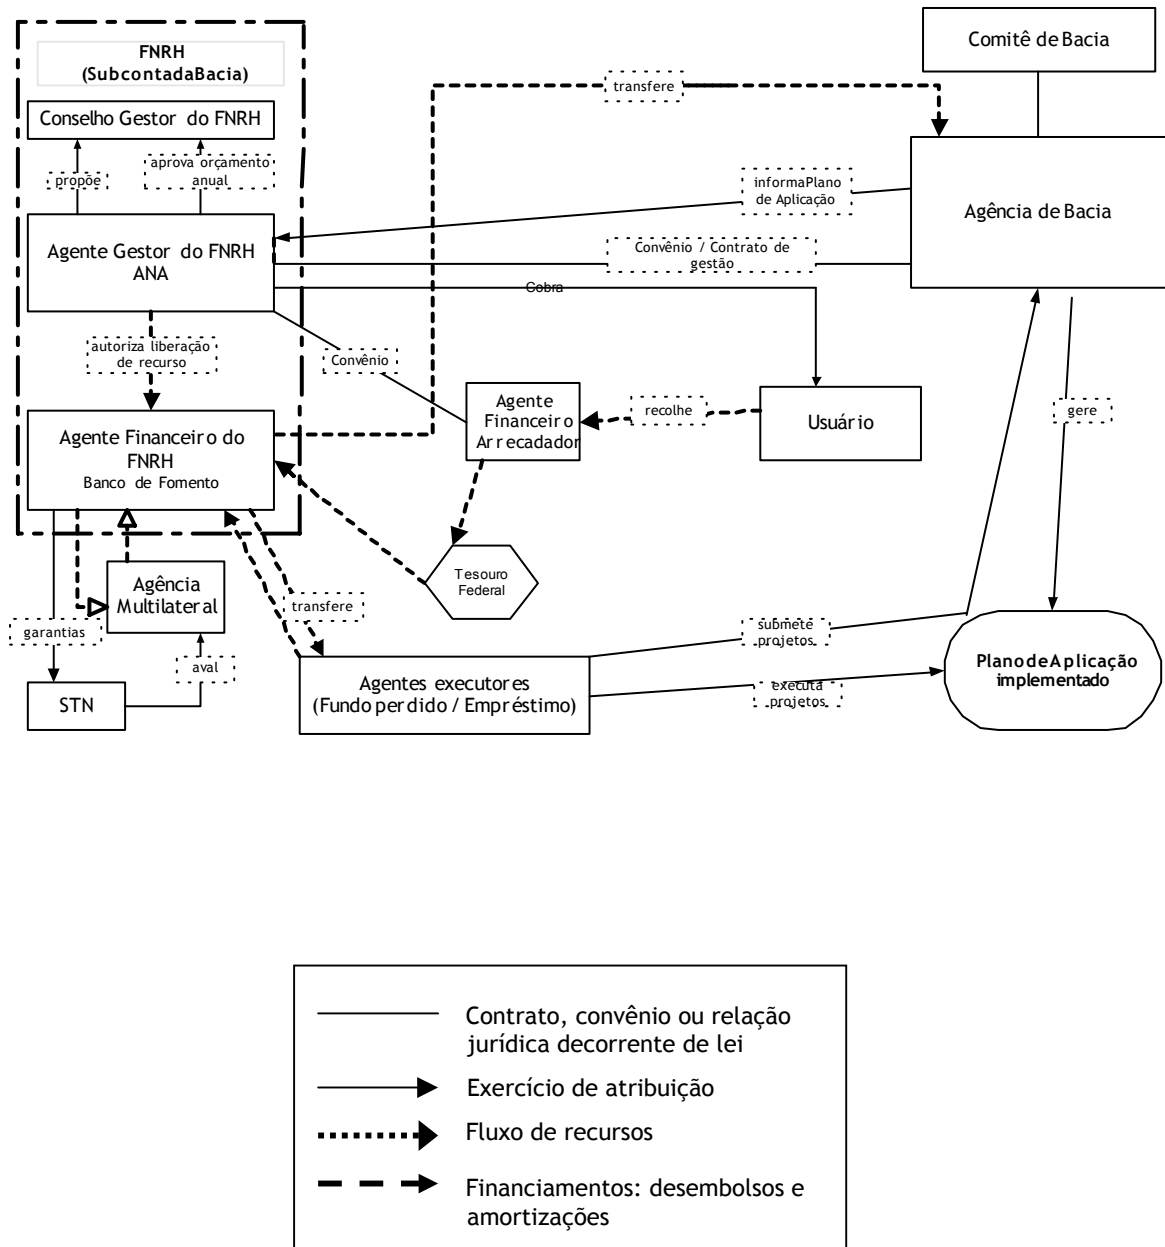 FNRH
(SubcontadaBacia)
Comitê de Bacia
transfere
Conselho Gestor do FNRH
propõe
aprova orçamento
anual
informaPlano
de Aplicação
Agência de Bacia
Agente Gestor do FNRH
ANA
Convênio / Contrato de
gestão
Cobra
autoriza liberação
de recurso
Convênio
Agente
Financeiro
Arrecadador
recolhe
Usuário
gere
Agente Financeiro do
FNRH
Banco de Fomento
Tesouro
Federal
Agência
Multilateral
transfere
garantias
aval
submete
projetos
STN
Agentes executores
(Fundo perdido / Empréstimo)
executa
projetos
Plano de Aplicação
implementado
Contrato, convênio ou relação
jurídica decorrente de lei
Exercício de atribuição
Fluxo de recursos
Financiamentos: desembolsos e
amortizações